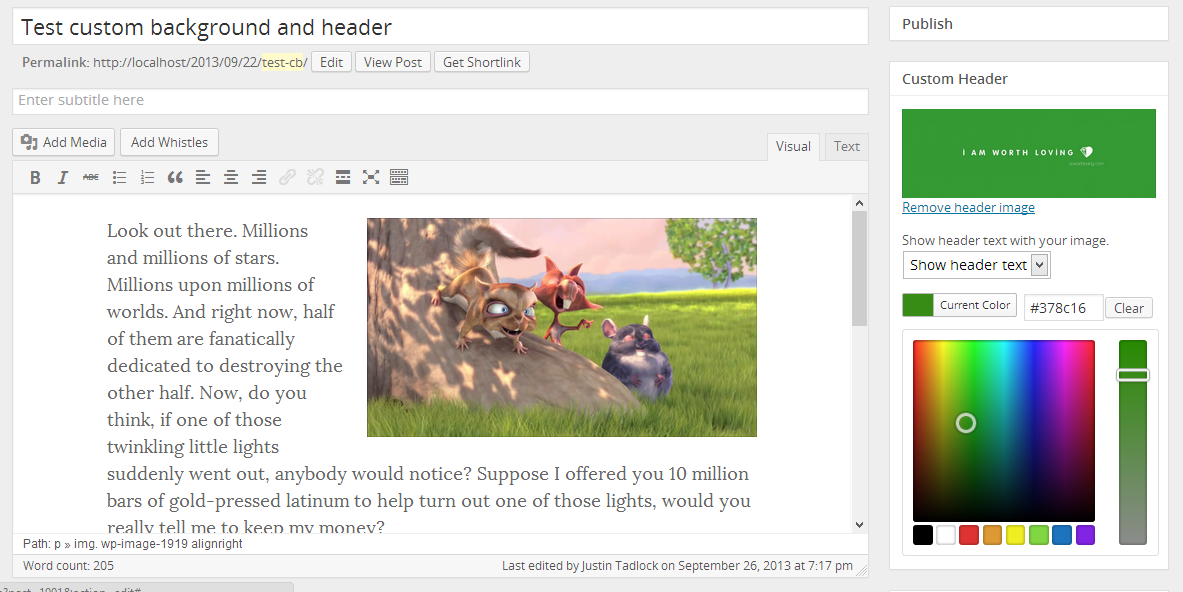 Test custom background and header
Permalink: http://localhost/2013/09/22/test-cb/ Edit View Post Get Shortlink
Enter subtitle here
Add Media Add Whistles
Visual Text
B I ABC
Look out there. Millions
and millions of stars.
Millions upon millions of
worlds. And right now, half
of them are fanatically
dedicated to destroying the
other half. Now, do you
think, if one of those
twinkling little lights
suddenly went out, anybody would notice? Suppose I offered you 10 million
bars of gold-pressed latinum to help turn out one of those lights, would you
really tell me to keep my money?
Path: p » img. wp-image-1919 alignright
Word count: 205
Last edited by Justin Tadlock on September 26, 2013 at 7:17 pm
Publish
Custom Header
I AM WORTH LOVING
Remove header image
Show header text with your image.
Show header text
Current Color #378c16 Clear